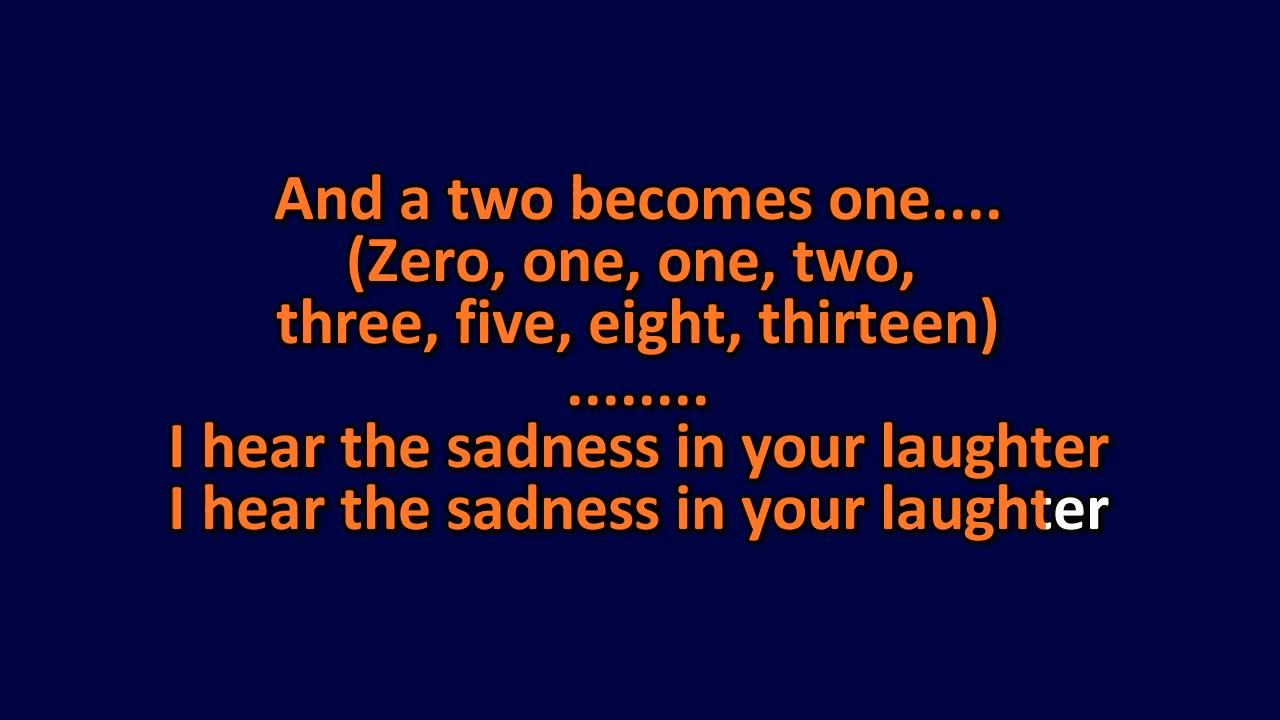 And a two becomes one....
(Zero, one, one, two,
three, five, eight, thirteen)
........
I hear the sadness in your laughter
I hear the sadness in your laughter